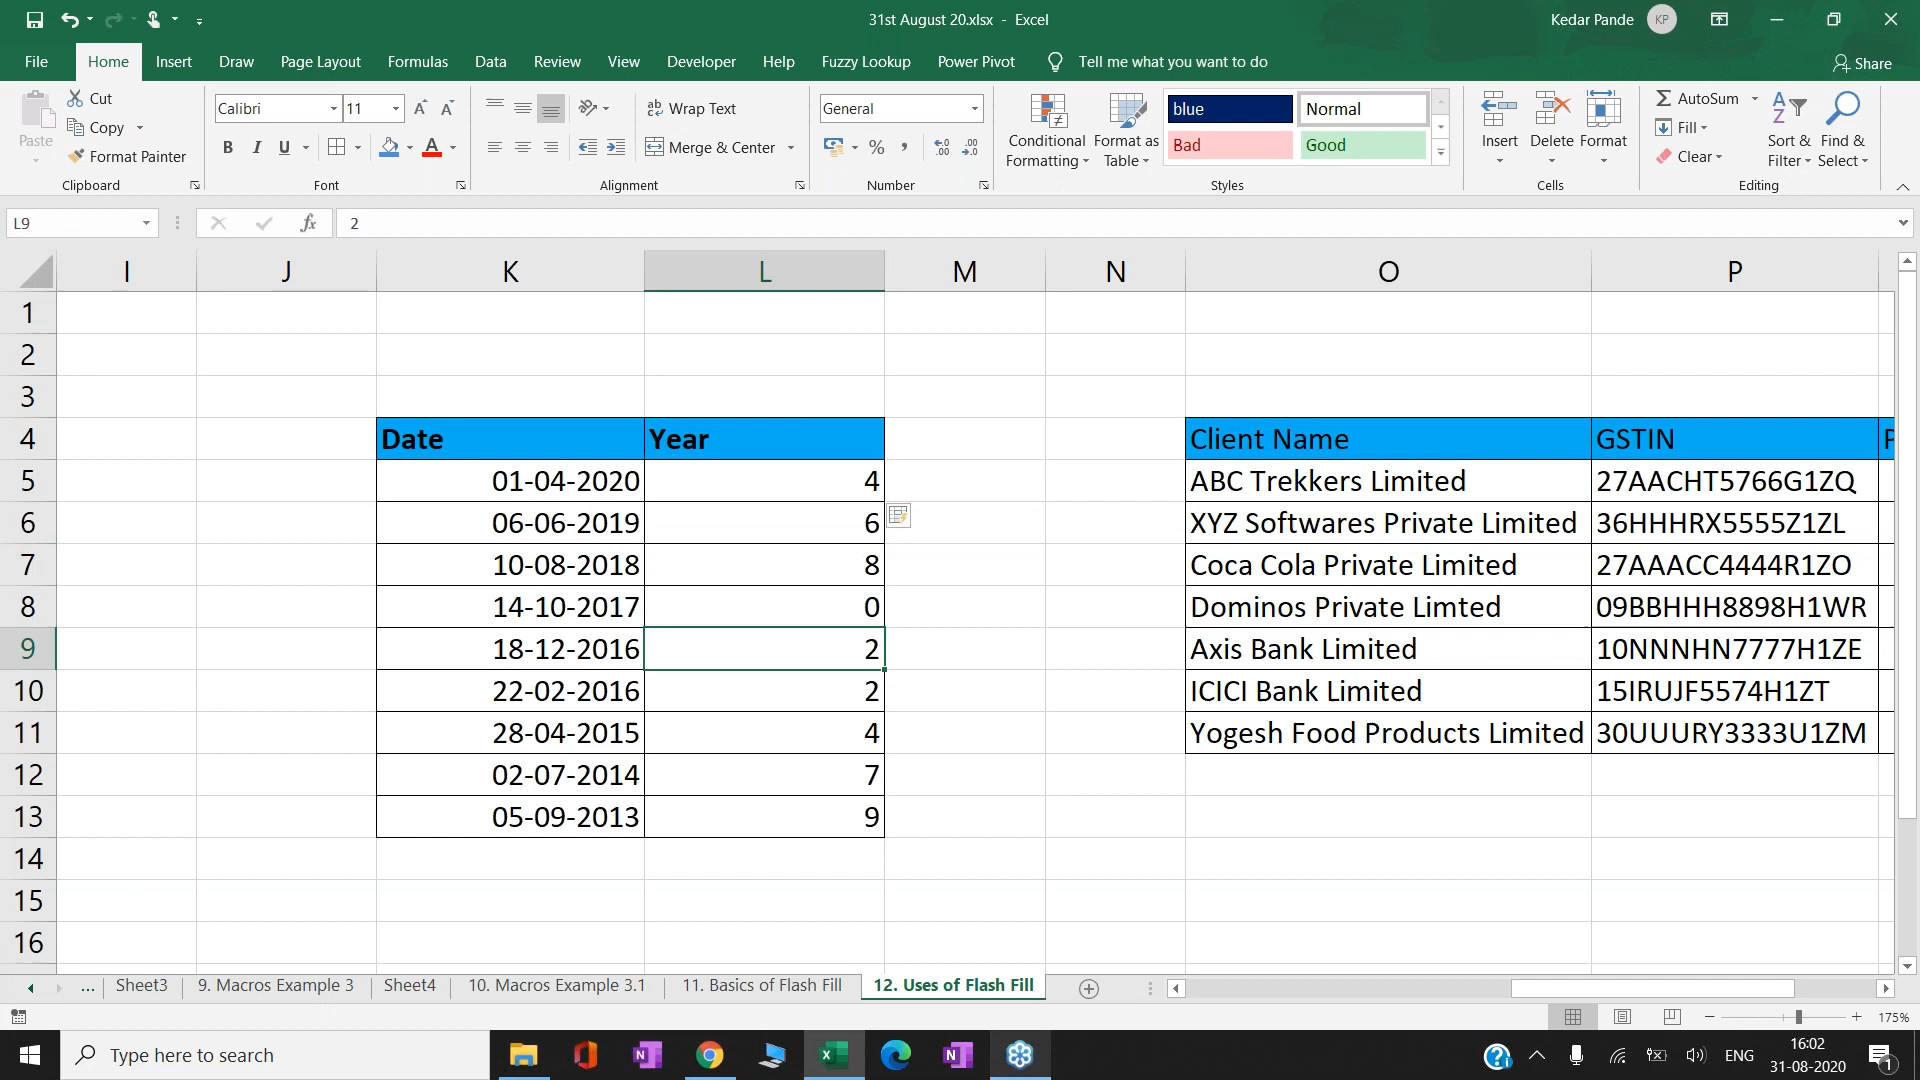 31st August 20.xlsx - Excel
Kedar Pande KP
File Home Insert Draw Page Layout Formulas Data Review View Developer Help Fuzzy Lookup Power Pivot Tell me what you want to do Share
Paste
Cut
Copy
Format Painter
Clipboard
Calibri 11
B I U
Font
Wrap Text
Merge & Center
Alignment
General
Number
Conditional Formatting
Format as Table
blue Normal
Bad Good
Styles
Insert Delete Format
Cells
AutoSum
Fill
Clear
Sort & Filter
Find & Select
Editing
L9 fx 2
I J K L M N O P
1
2
3
4 Date Year Client Name GSTIN P
5 01-04-2020 4 ABC Trekkers Limited 27AACHT5766G1ZQ
6 06-06-2019 6 XYZ Softwares Private Limited 36HHHRX5555Z1ZL
7 10-08-2018 8 Coca Cola Private Limited 27AAACC4444R1ZO
8 14-10-2017 0 Dominos Private Limted 09BBHHH8898H1WR
9 18-12-2016 2 Axis Bank Limited 10NNNHN7777H1ZE
10 22-02-2016 2 ICICI Bank Limited 15IRUJF5574H1ZT
11 28-04-2015 4 Yogesh Food Products Limited 30UUURY3333U1ZM
12 02-07-2014 7
13 05-09-2013 9
14
15
16
... Sheet3 9. Macros Example 3 Sheet4 10. Macros Example 3.1 11. Basics of Flash Fill 12. Uses of Flash Fill
175%
Type here to search
ENG
16:02
31-08-2020
1